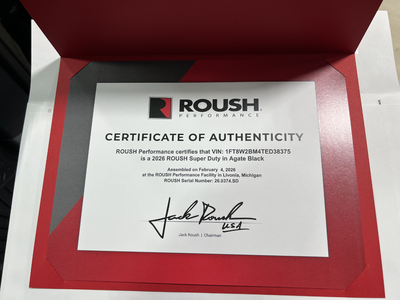 ROUSH
PERFORMANCE
CERTIFICATE OF AUTHENTICITY
ROUSH Performance certifies that VIN: 1FT8W2BM4TED38375
is a 2026 ROUSH Super Duty in Agate Black
Assembled on February 4, 2026
at the ROUSH Performance Facility in Livonia, Michigan
ROUSH Serial Number: 26.0374.SD
Jack Roush
USA
Jack Roush | Chairman